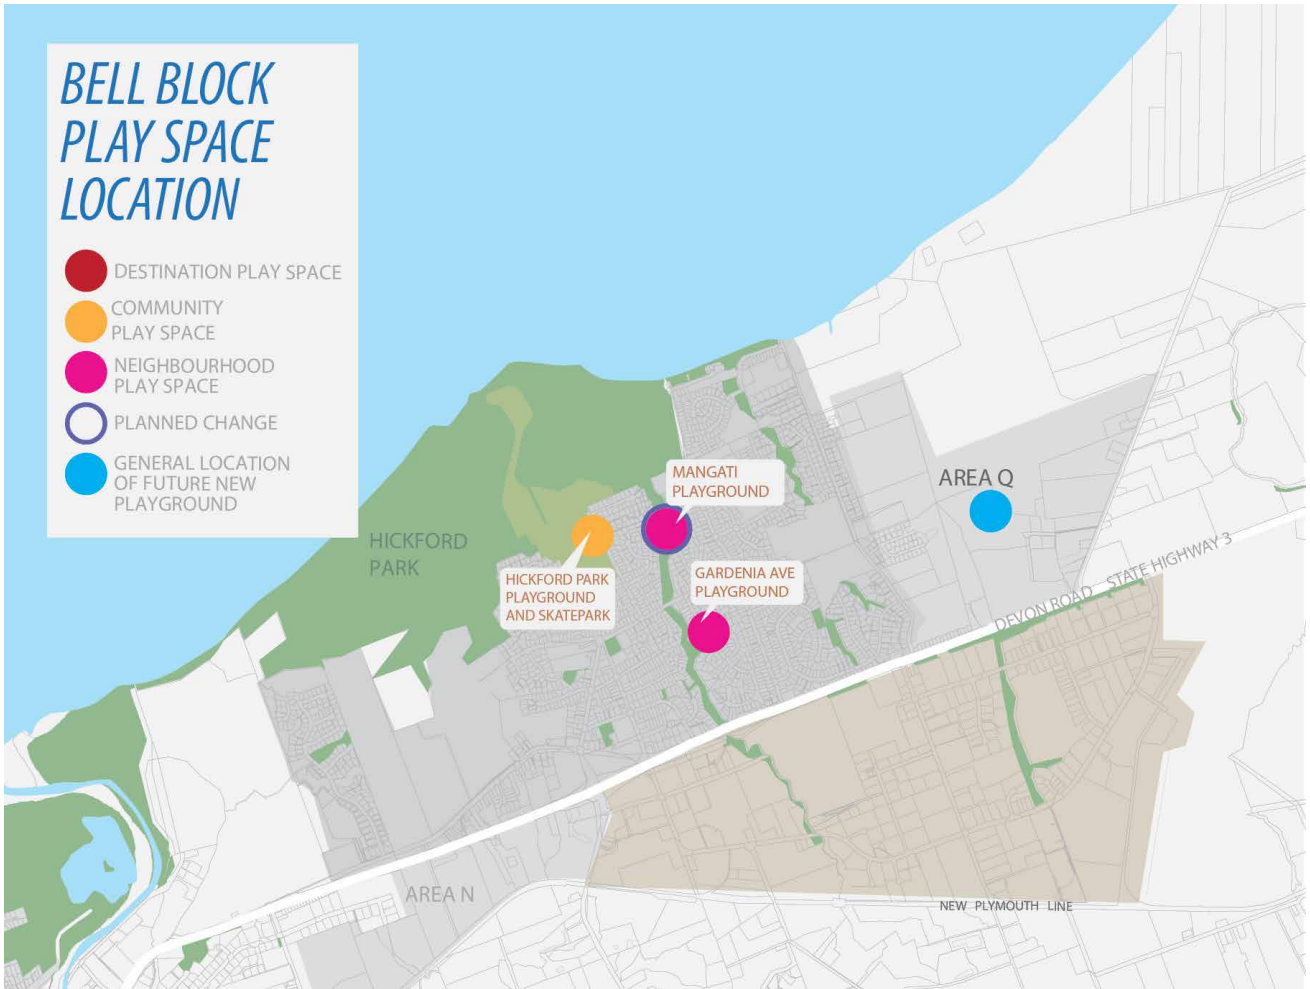 BELL BLOCK
PLAY SPACE
LOCATION
DESTINATION PLAY SPACE
COMMUNITY
PLAY SPACE
NEIGHBOURHOOD
PLAY SPACE
PLANNED CHANGE
GENERAL LOCATION
OF FUTURE NEW
PLAYGROUND
MANGATI
PLAYGROUND
AREA Q
HICKFORD
PARK
HICKFORD PARK
PLAYGROUND
AND SKATEPARK
GARDENIA AVE
PLAYGROUND
DEVON ROAD STATE HIGHWAY 3
AREA N
NEW PLYMOUTH LINE